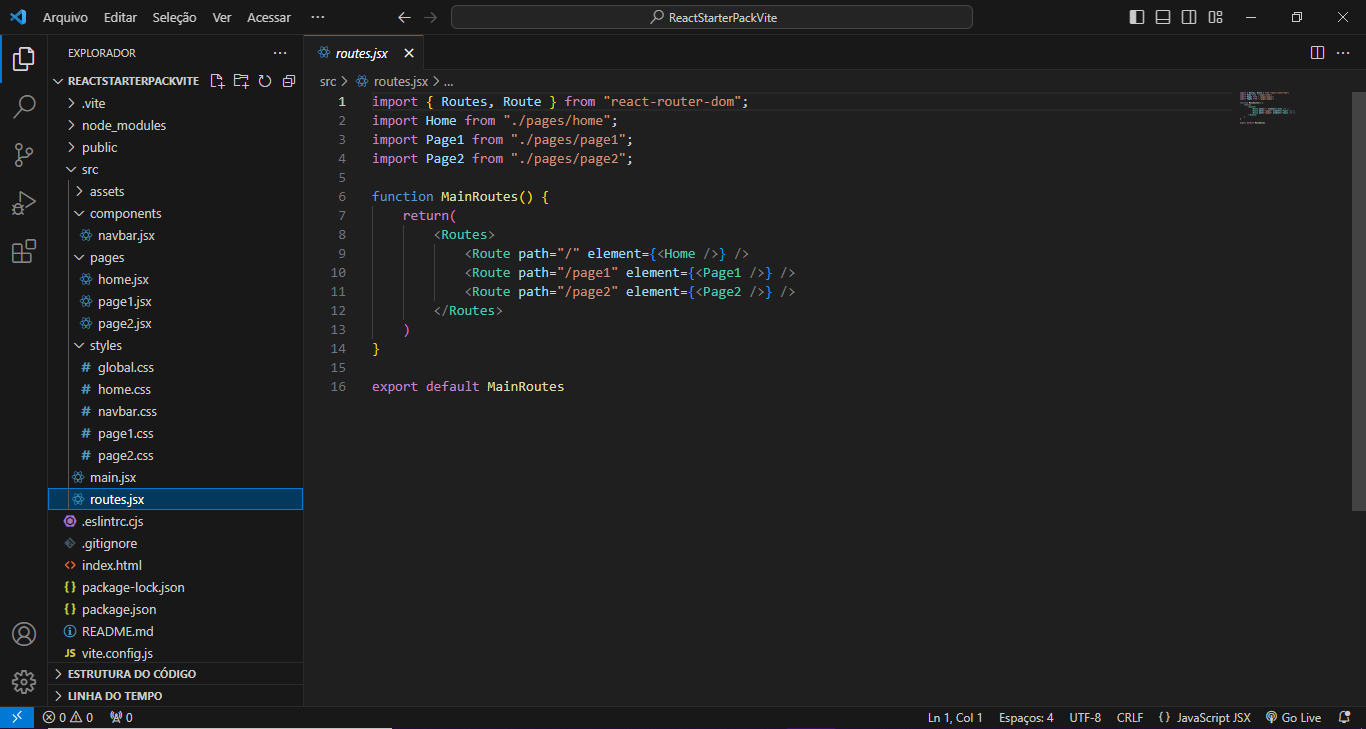 Arquivo Editar Seleção Ver Acessar ··· ReactStarterPackVite
EXPLORADOR ···
REACTSTARTERPACKVITE
.vite
node_modules
public
src
assets
components
navbar.jsx
pages
home.jsx
page1.jsx
page2.jsx
styles
# global.css
# home.css
# navbar.css
# page1.css
# page2.css
main.jsx
routes.jsx
.eslintrc.cjs
.gitignore
<> index.html
{} package-lock.json
{} package.json
README.md
JS vite.config.js
ESTRUTURA DO CÓDIGO
LINHA DO TEMPO
routes.jsx
src > routes.jsx > ...
1 import { Routes, Route } from "react-router-dom";
2 import Home from "./pages/home";
3 import Page1 from "./pages/page1";
4 import Page2 from "./pages/page2";
5
6 function MainRoutes() {
7 return(
8 <Routes>
9 <Route path="/" element={<Home />} />
10 <Route path="/page1" element={<Page1 />} />
11 <Route path="/page2" element={<Page2 />} />
12 </Routes>
13 )
14 }
15
16 export default MainRoutes
0 0 0 Ln 1, Col 1 Espaços: 4 UTF-8 CRLF {} JavaScript JSX Go Live